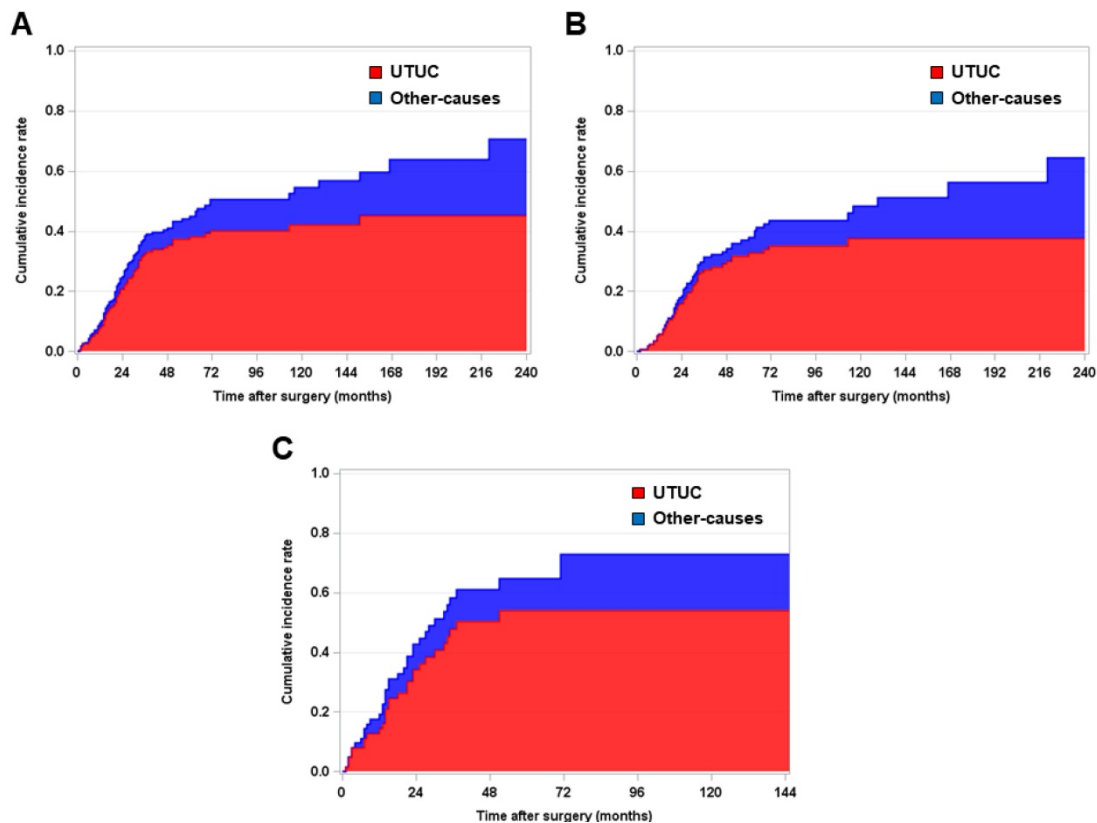 A
1.0
0.8
0.6
0.4
0.2
0.0
Cumulative incidence rate
UTUC
Other-causes
0 24 48 72 96 120 144 168 192 216 240
Time after surgery (months)
B
1.0
0.8
0.6
0.4
0.2
0.0
Cumulative incidence rate
UTUC
Other-causes
0 24 48 72 96 120 144 168 192 216 240
Time after surgery (months)
C
1.0
0.8
0.6
0.4
0.2
0.0
Cumulative incidence rate
UTUC
Other-causes
0 24 48 72 96 120 144
Time after surgery (months)